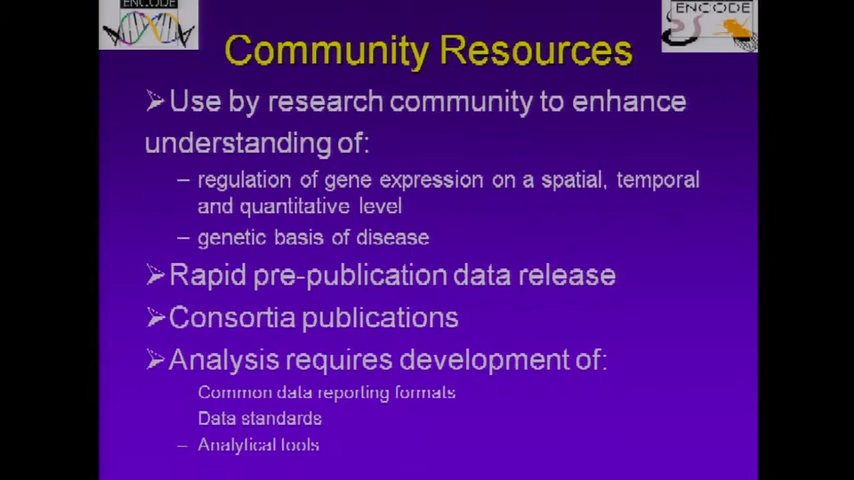 ENCODE
ENCODE
Community Resources
➢Use by research community to enhance
understanding of:
– regulation of gene expression on a spatial, temporal
and quantitative level
– genetic basis of disease
➢Rapid pre-publication data release
➢Consortia publications
➢Analysis requires development of:
Common data reporting formats
Data standards
– Analytical tools